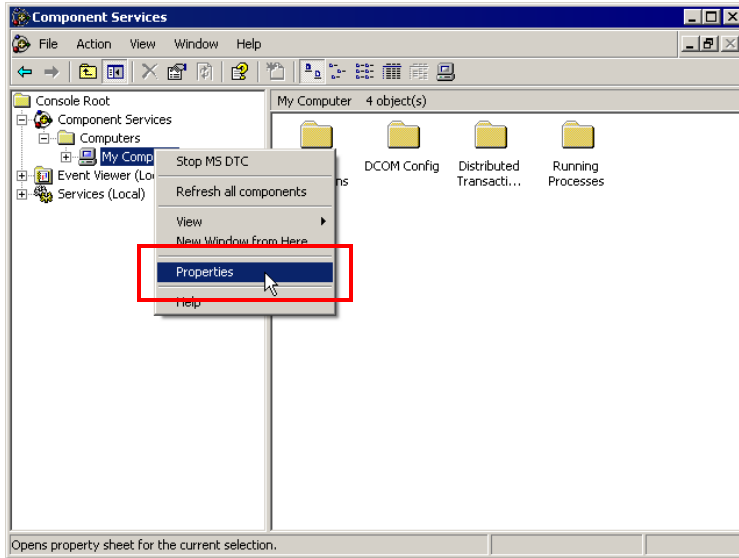 Component Services
File Action View Window Help
Console Root
Component Services
Computers
My Comp
Event Viewer (Lo
Services (Local)
My Computer 4 object(s)
ns
DCOM Config
Distributed
Transacti...
Running
Processes
Stop MS DTC
Refresh all components
View
New Window from Here
Properties
Help
Opens property sheet for the current selection.